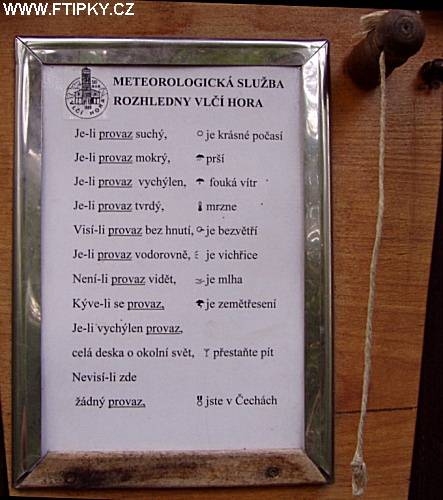 WWW.FTIPKY.CZ
METEOROLOGICKÁ SLUŽBA
ROZHLEDNY VLČÍ HORA
VLČÍ HORA
Je-li provaz suchý, je krásné počasí
Je-li provaz mokrý, prší
Je-li provaz vychýlen, fouká vítr
Je-li provaz tvrdý, mrzne
Visí-li provaz bez hnutí, je bezvětří
Je-li provaz vodorovně, je vichřice
Není-li provaz vidět, je mlha
Kýve-li se provaz, je zemětřesení
Je-li vychýlen provaz,
celá deska o okolní svět, přestaňte pít
Nevisí-li zde
žádný provaz, jste v Čechách